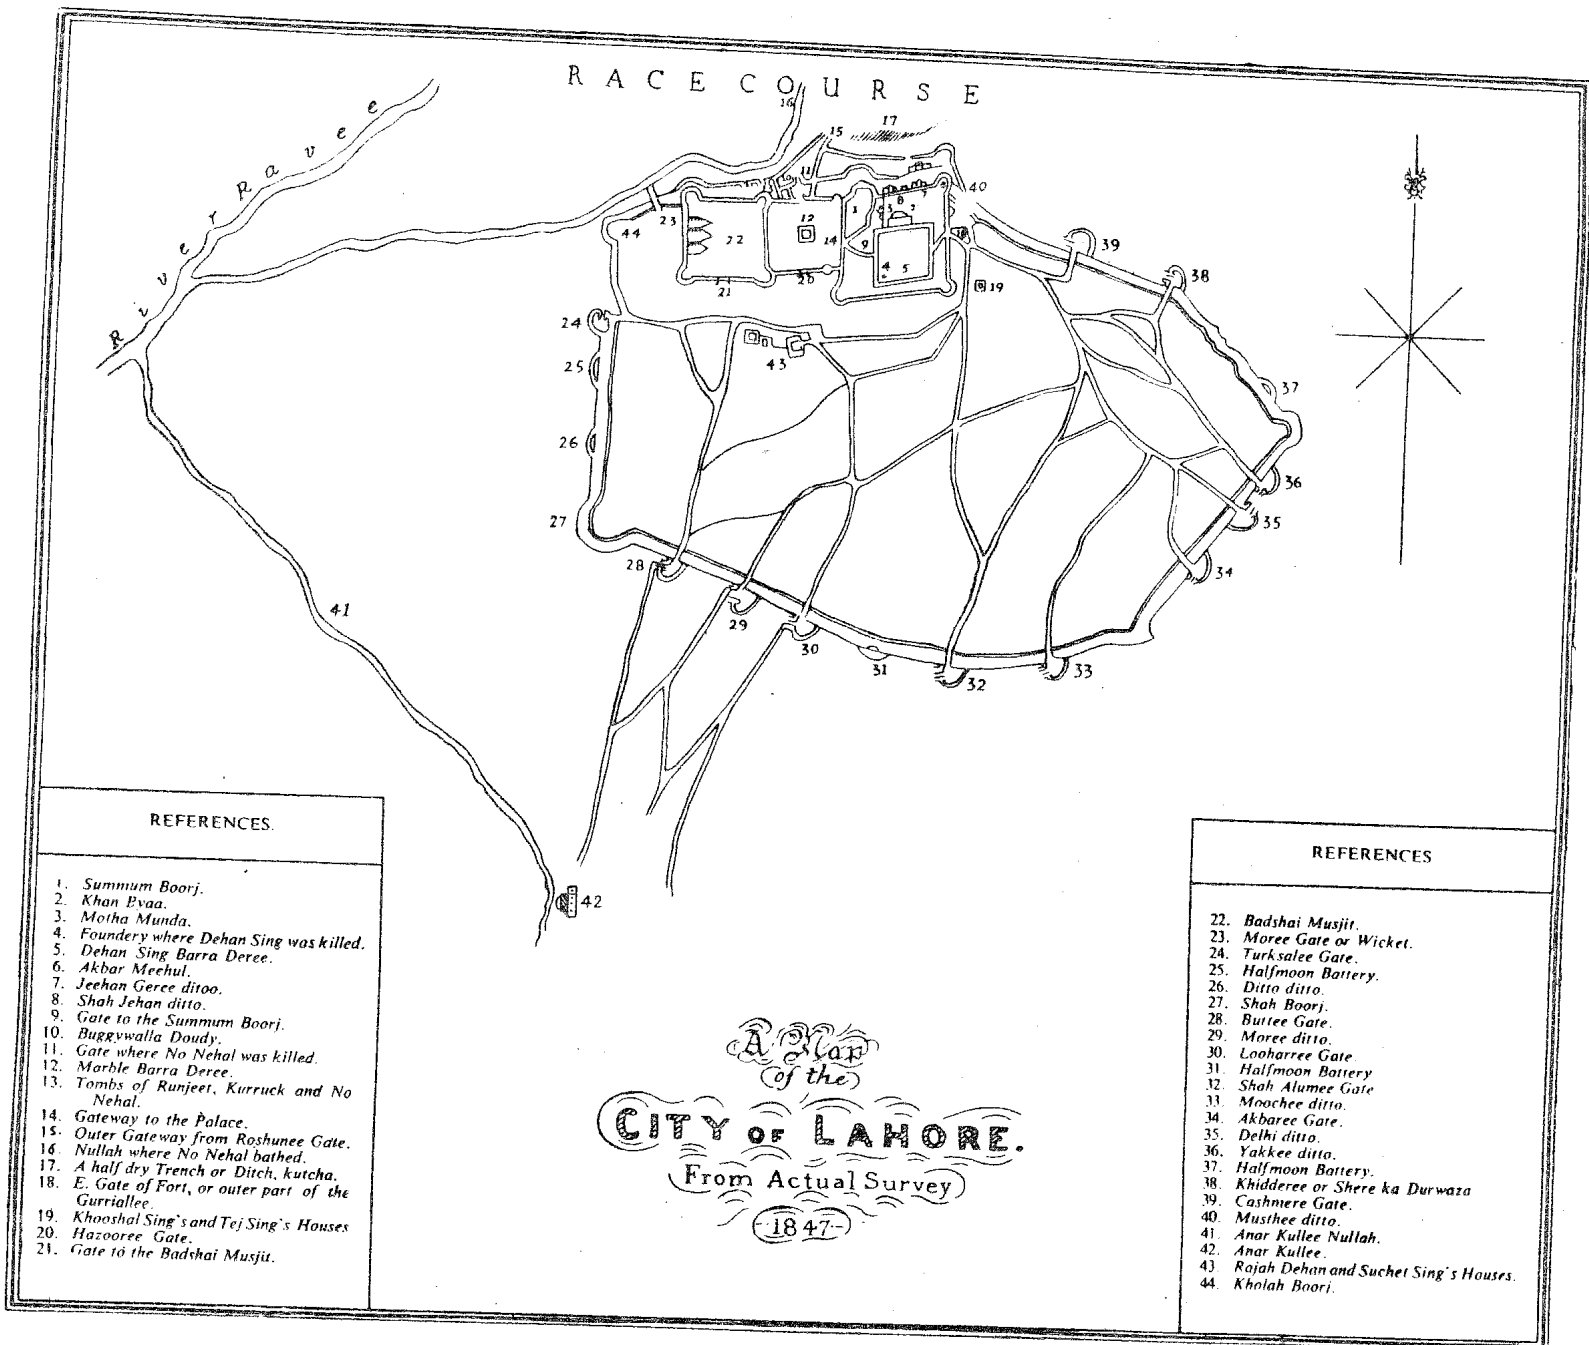 RACE COURSE
River Ravee
16
15
17
11
40
23
44
22
12
14
1
3
8
2
7
9
4
5
18
39
38
21
20
19
24
43
25
37
26
36
27
35
28
34
29
30
31
32
33
41
42
REFERENCES.
1. Summum Boorj.
2. Khan Evaa.
3. Motha Munda.
4. Foundery where Dehan Sing was killed.
5. Dehan Sing Barra Deree.
6. Akbar Meehul.
7. Jeehan Geree ditoo.
8. Shah Jehan ditto.
9. Gate to the Summum Boorj.
10. Buggywalla Doudy.
11. Gate where No Nehal was killed.
12. Marble Barra Deree.
13. Tombs of Runjeet, Kurruck and No
Nehal.
14. Gateway to the Palace.
15. Outer Gateway from Roshunee Gate.
16. Nullah where No Nehal bathed.
17. A half dry Trench or Ditch, kutcha.
18. E. Gate of Fort, or outer part of the
Gurriallee.
19. Khooshal Sing's and Tej Sing's Houses
20. Hazooree Gate.
21. Gate to the Badshai Musjit.
A Map
of the
CITY OF LAHORE.
From Actual Survey
1847
REFERENCES
22. Badshai Musjit.
23. Moree Gate or Wicket.
24. Turksalee Gate.
25. Halfmoon Battery.
26. Ditto ditto.
27. Shah Boorj.
28. Buttee Gate.
29. Moree ditto.
30. Looharree Gate
31. Halfmoon Battery
32. Shah Alumee Gate
33. Moochee ditto.
34. Akbaree Gate.
35. Delhi ditto.
36. Yakkee ditto.
37. Halfmoon Battery.
38. Khidderee or Shere ka Durwaza
39. Cashmere Gate.
40. Musthee ditto.
41. Anar Kullee Nullah.
42. Anar Kullee.
43. Rajah Dehan and Suchet Sing's Houses.
44. Kholah Boorj.